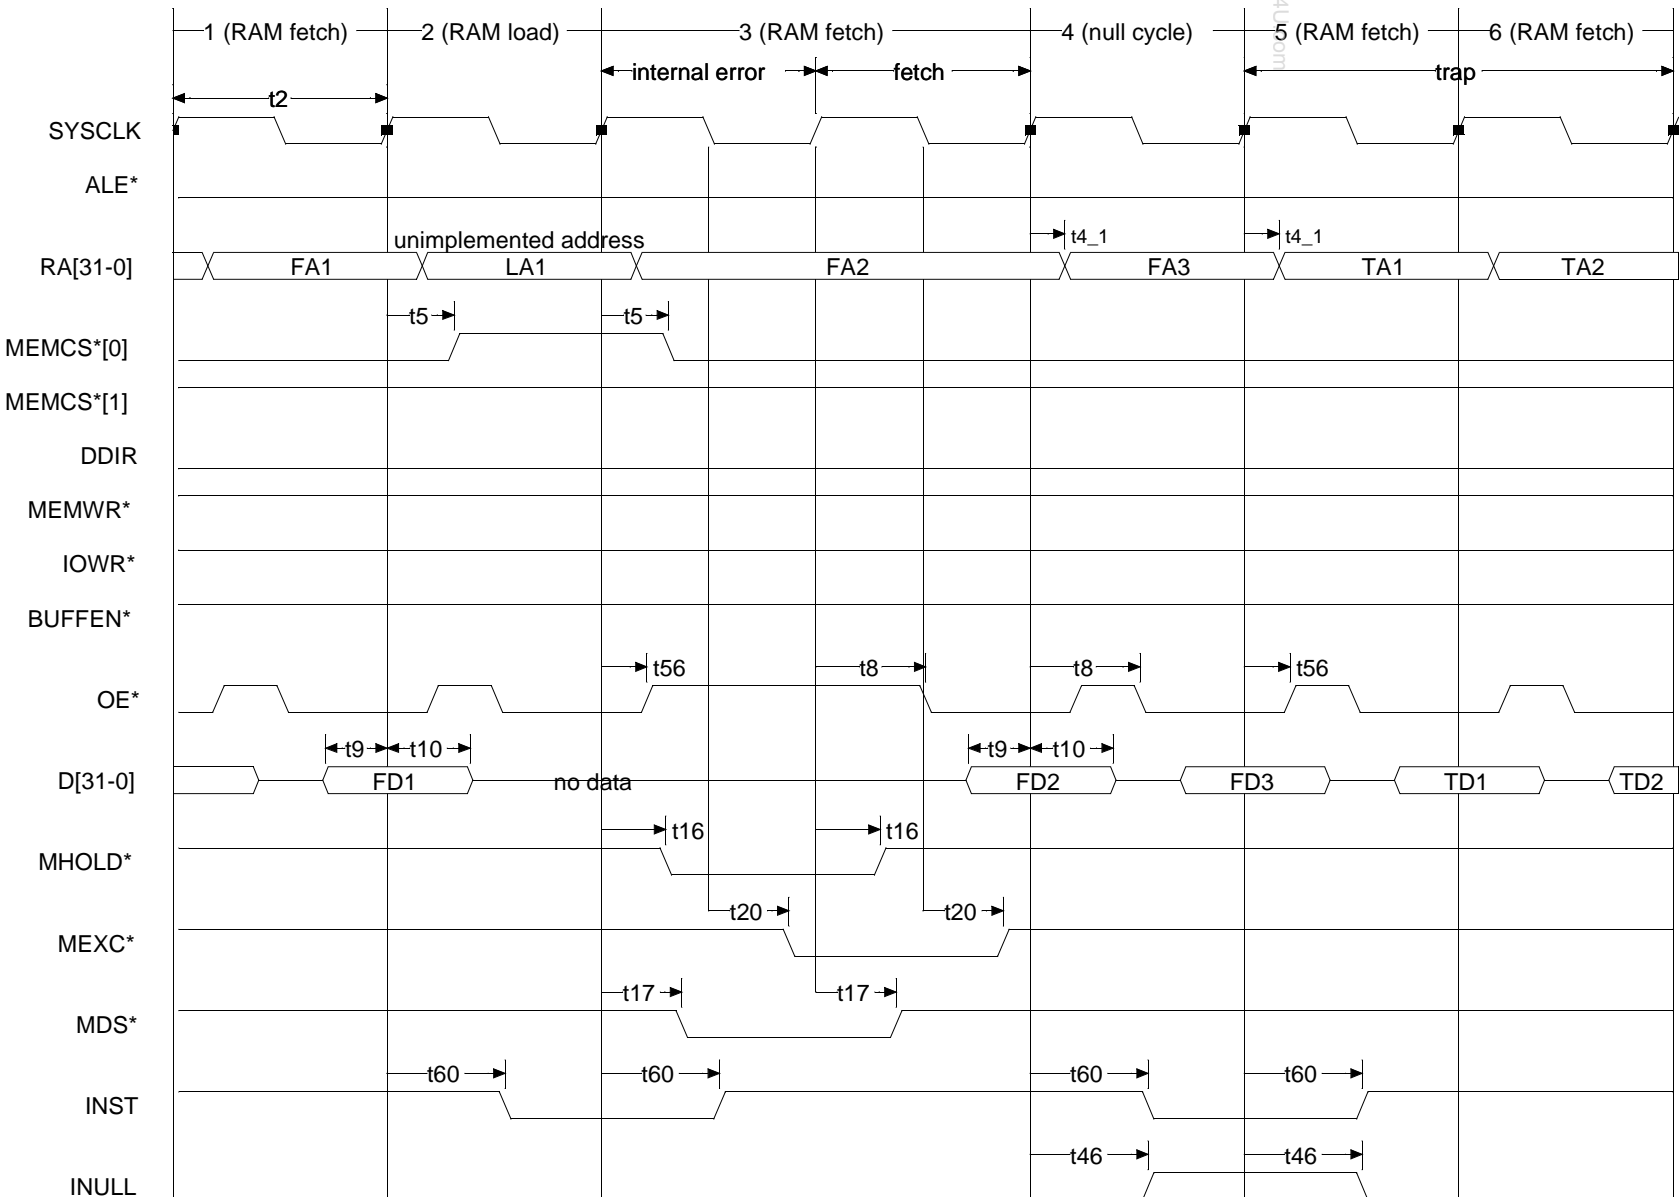 4U.com
1 (RAM fetch) 2 (RAM load) 3 (RAM fetch) 4 (null cycle) 5 (RAM fetch) 6 (RAM fetch)
internal error fetch trap
t2
SYSCLK
ALE*
t4_1 t4_1
unimplemented address
RA[31-0] FA1 LA1 FA2 FA3 TA1 TA2
t5 t5
MEMCS*[0]
MEMCS*[1]
DDIR
MEMWR*
IOWR*
BUFFEN*
t56 t8 t8 t56
OE*
t9 t10 t9 t10
D[31-0] FD1 no data FD2 FD3 TD1 TD2
t16 t16
MHOLD*
t20 t20
MEXC*
t17 t17
MDS*
t60 t60 t60 t60
INST
t46 t46
INULL